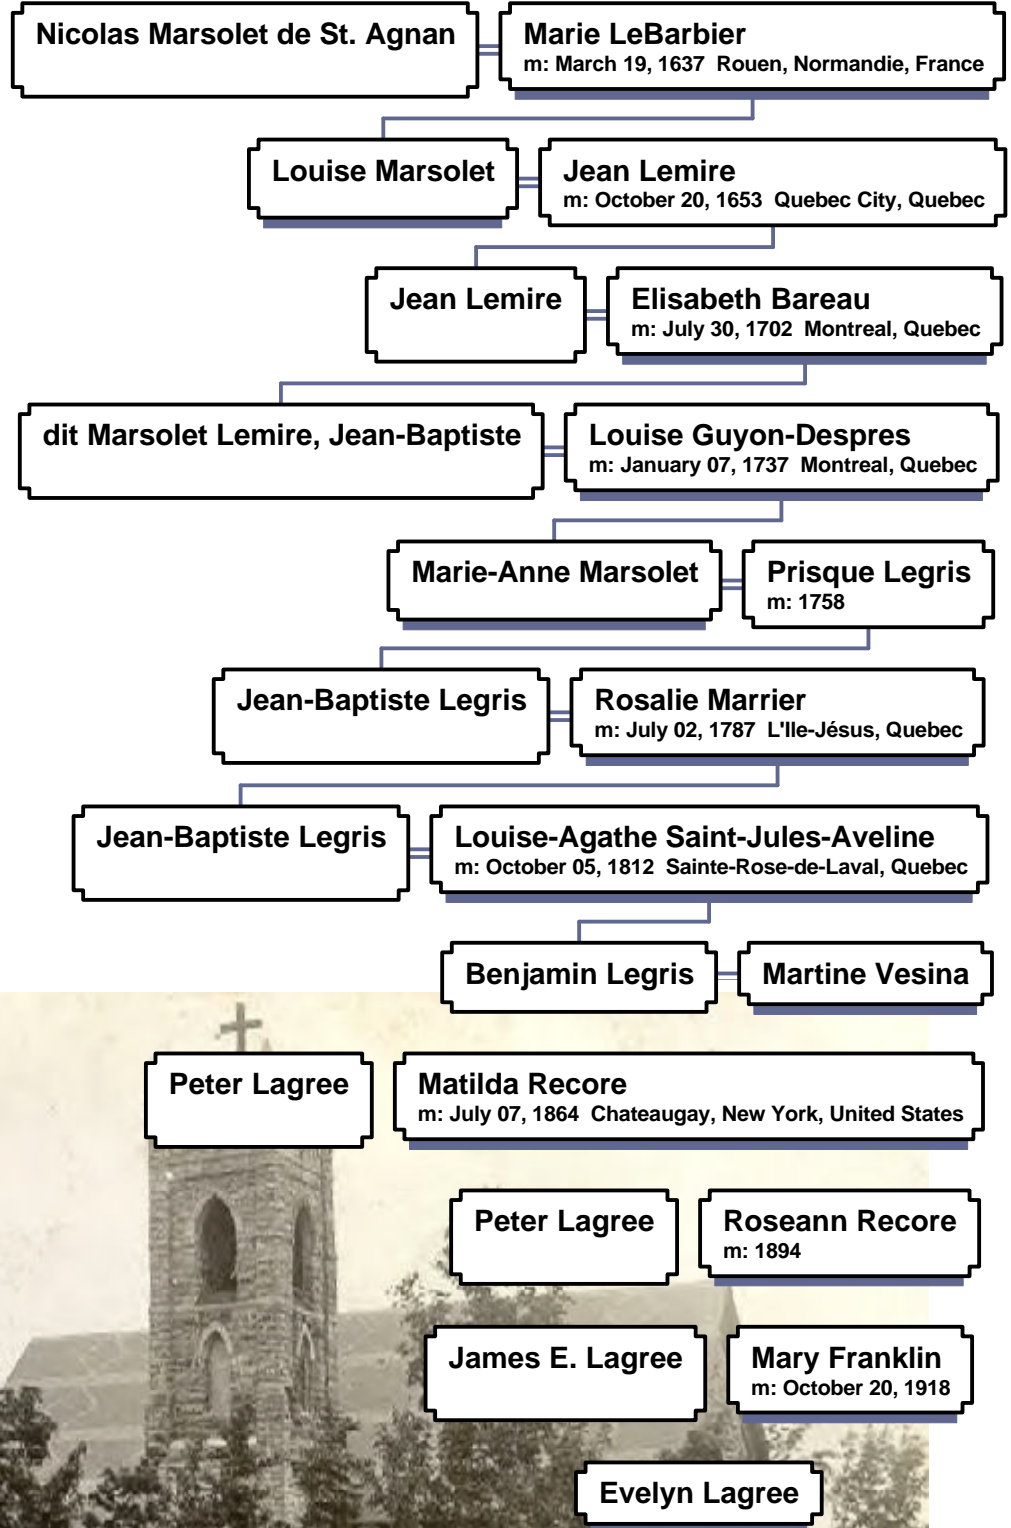 Nicolas Marsolet de St. Agnan
Marie LeBarbier
m: March 19, 1637 Rouen, Normandie, France
Louise Marsolet
Jean Lemire
m: October 20, 1653 Quebec City, Quebec
Jean Lemire
Elisabeth Bareau
m: July 30, 1702 Montreal, Quebec
dit Marsolet Lemire, Jean-Baptiste
Louise Guyon-Despres
m: January 07, 1737 Montreal, Quebec
Marie-Anne Marsolet
Prisque Legris
m: 1758
Jean-Baptiste Legris
Rosalie Marrier
m: July 02, 1787 L'Ile-Jésus, Quebec
Jean-Baptiste Legris
Louise-Agathe Saint-Jules-Aveline
m: October 05, 1812 Sainte-Rose-de-Laval, Quebec
Benjamin Legris
Martine Vesina
Peter Lagree
Matilda Recore
m: July 07, 1864 Chateaugay, New York, United States
Peter Lagree
Roseann Recore
m: 1894
James E. Lagree
Mary Franklin
m: October 20, 1918
Evelyn Lagree